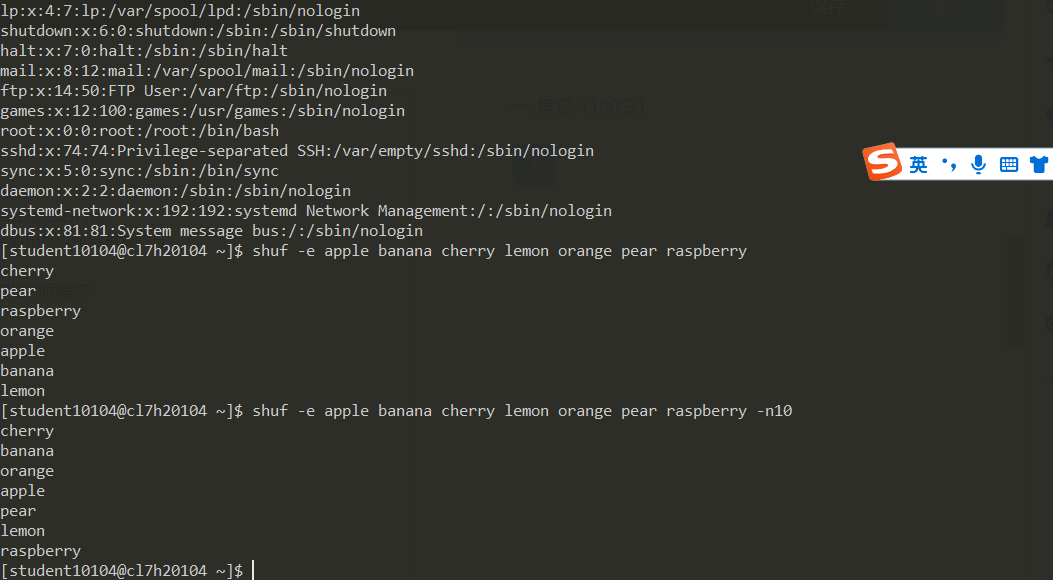 lp:x:4:7:lp:/var/spool/lpd:/sbin/nologin
shutdown:x:6:0:shutdown:/sbin:/sbin/shutdown
halt:x:7:0:halt:/sbin:/sbin/halt
mail:x:8:12:mail:/var/spool/mail:/sbin/nologin
ftp:x:14:50:FTP User:/var/ftp:/sbin/nologin
games:x:12:100:games:/usr/games:/sbin/nologin
root:x:0:0:root:/root:/bin/bash
sshd:x:74:74:Privilege-separated SSH:/var/empty/sshd:/sbin/nologin
sync:x:5:0:sync:/sbin:/bin/sync
英
daemon:x:2:2:daemon:/sbin:/sbin/nologin
systemd-network:x:192:192:systemd Network Management:/:/sbin/nologin
dbus:x:81:81:System message bus:/:/sbin/nologin
[student10104@cl7h20104 ~]$ shuf -e apple banana cherry lemon orange pear raspberry
cherry
pear
raspberry
orange
apple
banana
lemon
[student10104@cl7h20104 ~]$ shuf -e apple banana cherry lemon orange pear raspberry -n10
cherry
banana
orange
apple
pear
lemon
raspberry
[student10104@cl7h20104 ~]$